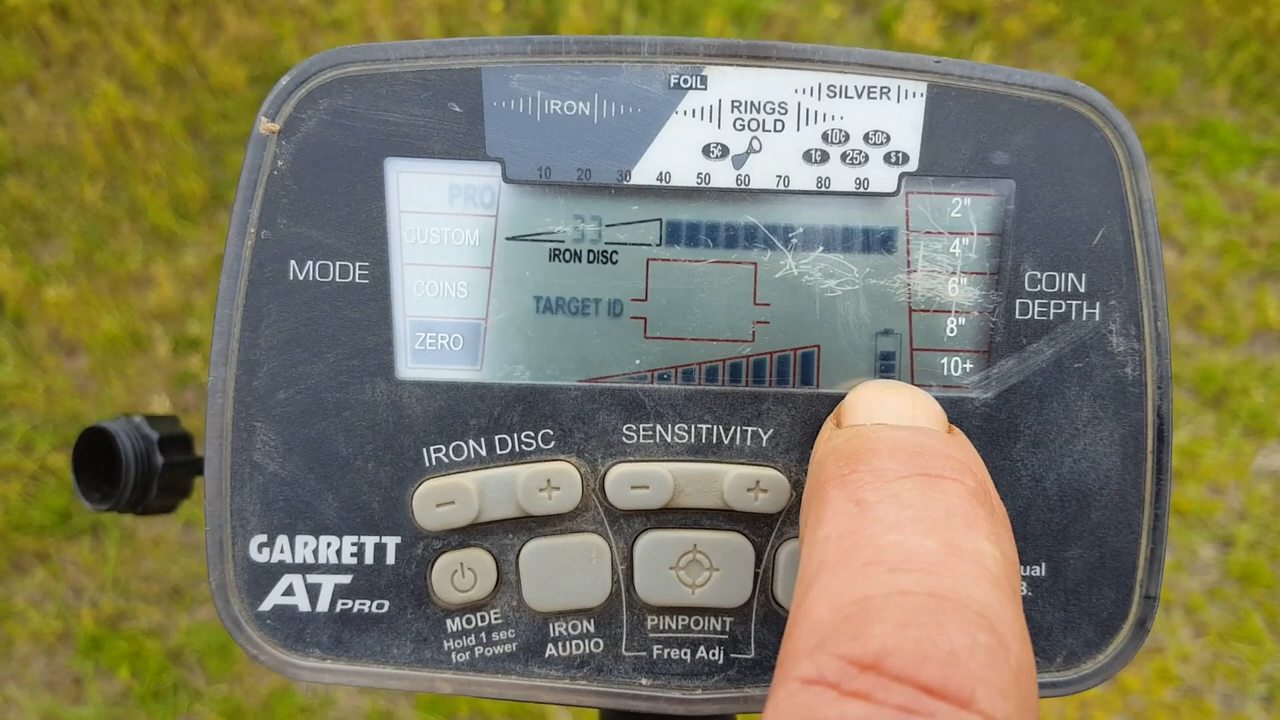 FOIL
IRON
SILVER
RINGS
GOLD
10¢ 50¢
5¢
1¢ 25¢ $1
10 20 30 40 50 60 70 80 90
PRO
CUSTOM
COINS
ZERO
MODE
33
IRON DISC
TARGET ID
2"
4"
6"
8"
10+
COIN
DEPTH
IRON DISC
SENSITIVITY
- +
- +
GARRETT
AT PRO
MODE
Hold 1 sec
for Power
IRON
AUDIO
PINPOINT
Freq Adj